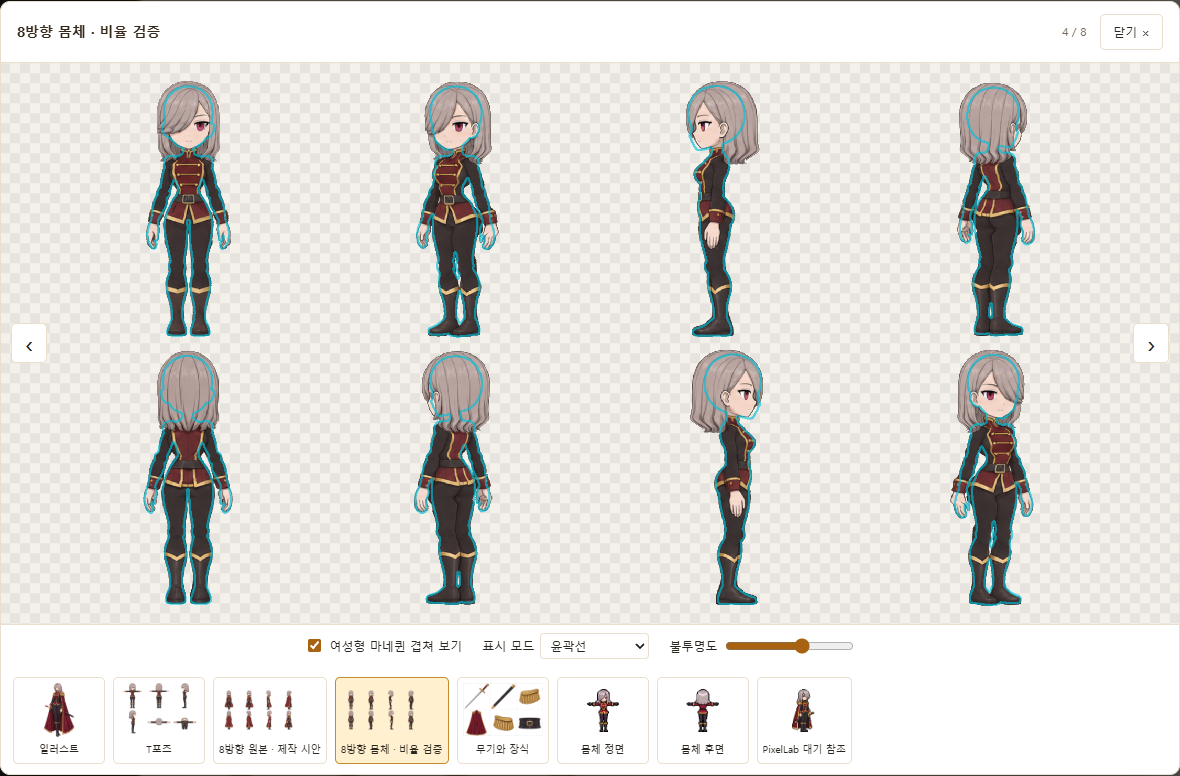 8방향 몸체 · 비율 검증
4 / 8
닫기 ×
‹
›
여성형 마네킨 겹쳐 보기
표시 모드
윤곽선
불투명도
일러스트
T포즈
8방향 원본 · 제작 시안
8방향 몸체 · 비율 검증
무기와 장식
몸체 정면
몸체 후면
PixelLab 대기 참조